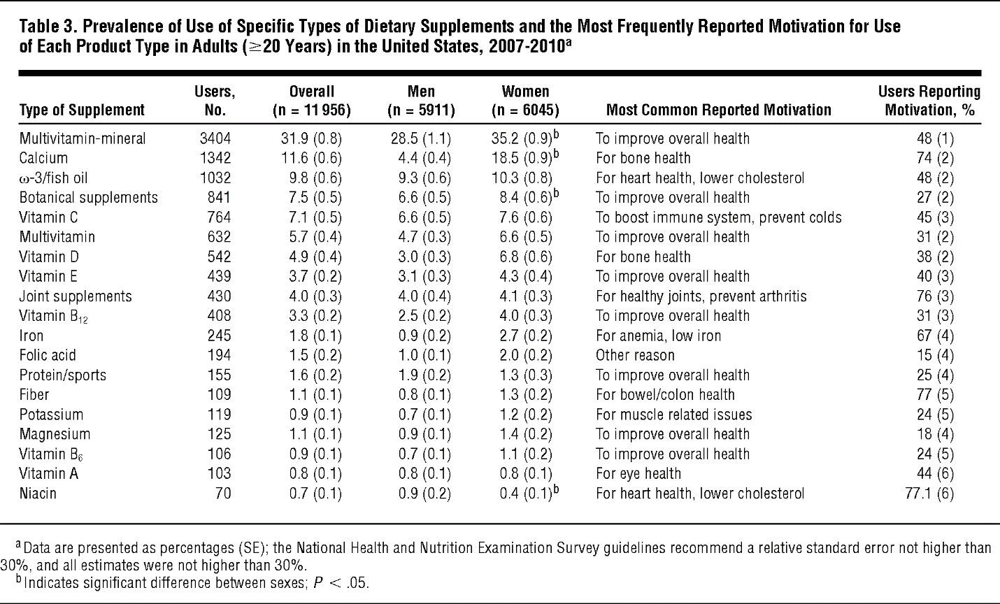 Table 3. Prevalence of Use of Specific Types of Dietary Supplements and the Most Frequently Reported Motivation for Use
of Each Product Type in Adults (≥20 Years) in the United States, 2007-2010a
Type of Supplement Users, No. Overall (n = 11 956) Men (n = 5911) Women (n = 6045) Most Common Reported Motivation Users Reporting Motivation, %
Multivitamin-mineral 3404 31.9 (0.8) 28.5 (1.1) 35.2 (0.9)b To improve overall health 48 (1)
Calcium 1342 11.6 (0.6) 4.4 (0.4) 18.5 (0.9)b For bone health 74 (2)
ω-3/fish oil 1032 9.8 (0.6) 9.3 (0.6) 10.3 (0.8) For heart health, lower cholesterol 48 (2)
Botanical supplements 841 7.5 (0.5) 6.6 (0.5) 8.4 (0.6)b To improve overall health 27 (2)
Vitamin C 764 7.1 (0.5) 6.6 (0.5) 7.6 (0.6) To boost immune system, prevent colds 45 (3)
Multivitamin 632 5.7 (0.4) 4.7 (0.3) 6.6 (0.5) To improve overall health 31 (2)
Vitamin D 542 4.9 (0.4) 3.0 (0.3) 6.8 (0.6) For bone health 38 (2)
Vitamin E 439 3.7 (0.2) 3.1 (0.3) 4.3 (0.4) To improve overall health 40 (3)
Joint supplements 430 4.0 (0.3) 4.0 (0.4) 4.1 (0.3) For healthy joints, prevent arthritis 76 (3)
Vitamin B12 408 3.3 (0.2) 2.5 (0.2) 4.0 (0.3) To improve overall health 31 (3)
Iron 245 1.8 (0.1) 0.9 (0.2) 2.7 (0.2) For anemia, low iron 67 (4)
Folic acid 194 1.5 (0.2) 1.0 (0.1) 2.0 (0.2) Other reason 15 (4)
Protein/sports 155 1.6 (0.2) 1.9 (0.2) 1.3 (0.3) To improve overall health 25 (4)
Fiber 109 1.1 (0.1) 0.8 (0.1) 1.3 (0.2) For bowel/colon health 77 (5)
Potassium 119 0.9 (0.1) 0.7 (0.1) 1.2 (0.2) For muscle related issues 24 (5)
Magnesium 125 1.1 (0.1) 0.9 (0.1) 1.4 (0.2) To improve overall health 18 (4)
Vitamin B6 106 0.9 (0.1) 0.7 (0.1) 1.1 (0.2) To improve overall health 24 (5)
Vitamin A 103 0.8 (0.1) 0.8 (0.1) 0.8 (0.1) For eye health 44 (6)
Niacin 70 0.7 (0.1) 0.9 (0.2) 0.4 (0.1)b For heart health, lower cholesterol 77.1 (6)
a Data are presented as percentages (SE); the National Health and Nutrition Examination Survey guidelines recommend a relative standard error not higher than
30%, and all estimates were not higher than 30%.
b Indicates significant difference between sexes; P < .05.